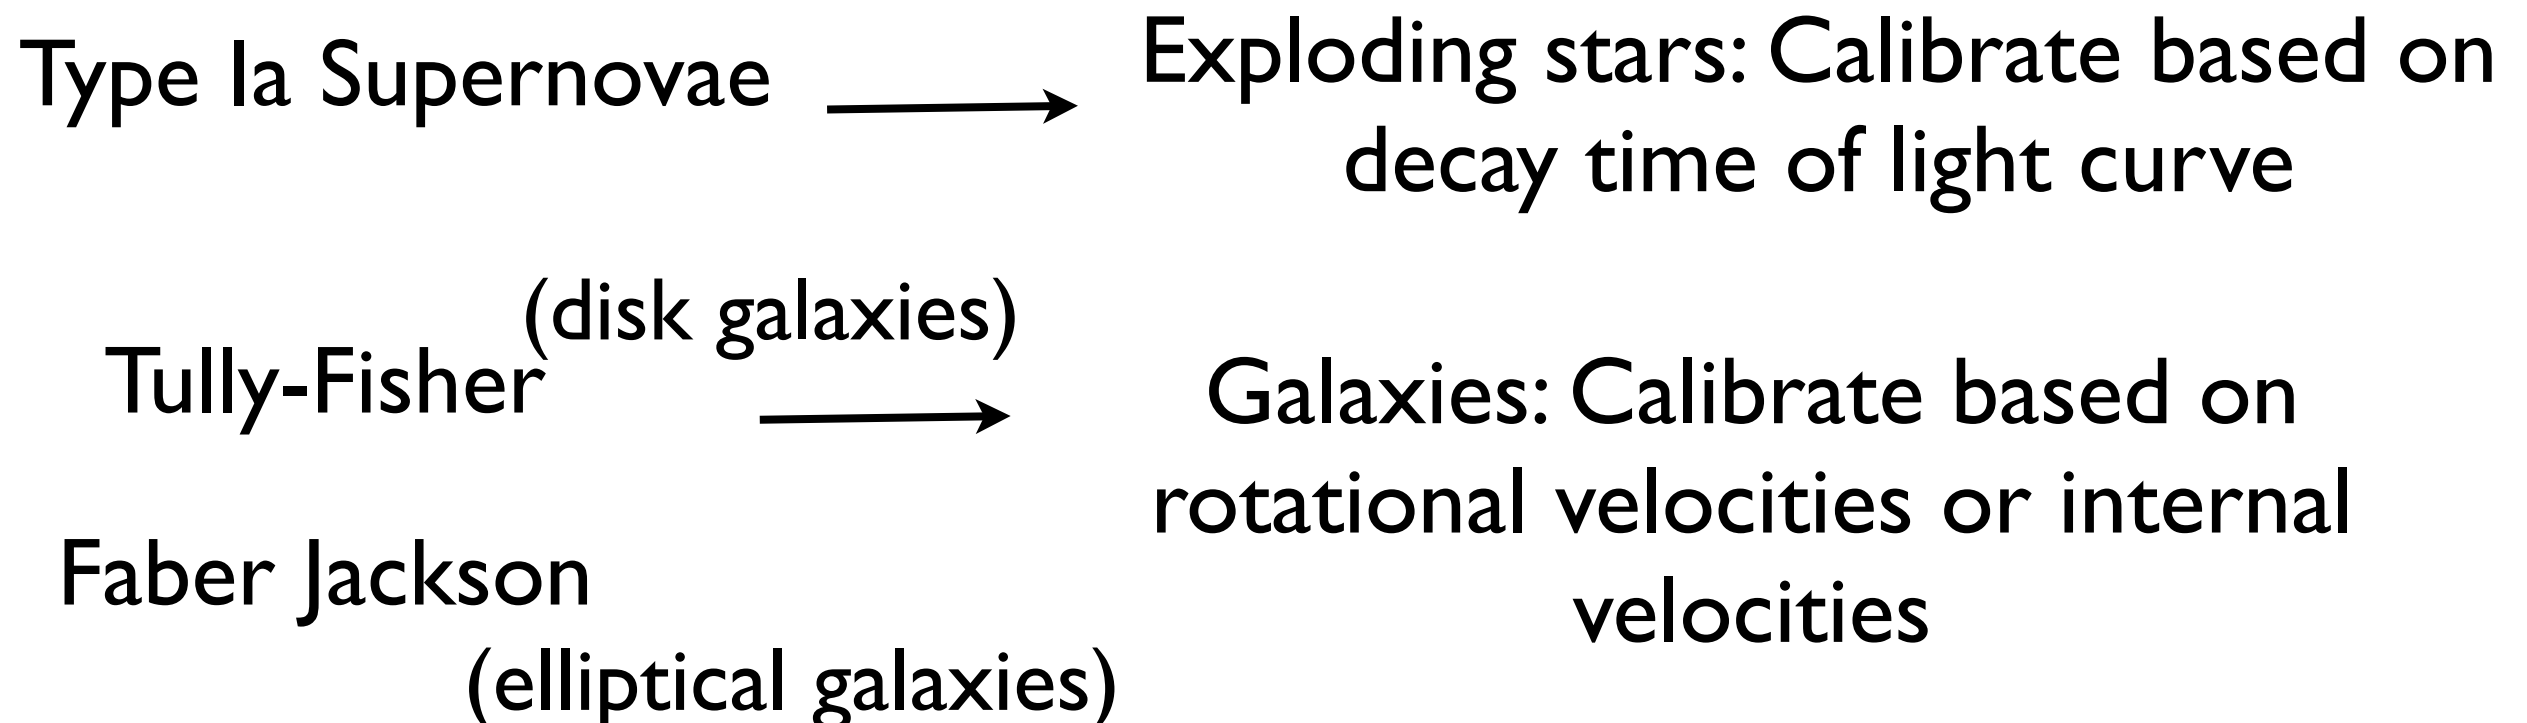 Type Ia Supernovae
Exploding stars: Calibrate based on
decay time of light curve
(disk galaxies)
Tully-Fisher
Galaxies: Calibrate based on
rotational velocities or internal
velocities
Faber Jackson
(elliptical galaxies)